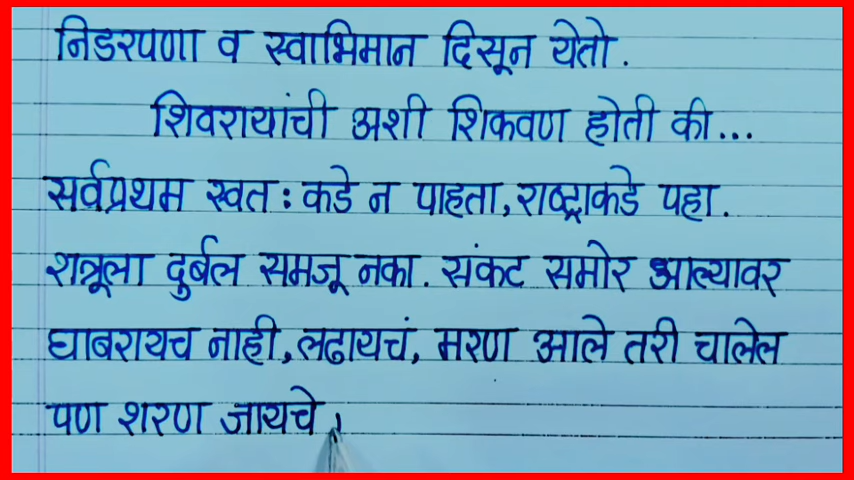 निडरपणा व स्वाभिमान दिसून येतो.
शिवरायांची अशी शिकवण होती की...
सर्वप्रथम स्वतः कडे न पाहता, राष्ट्राकडे पहा.
शत्रूला दुर्बल समजू नका. संकट समोर आल्यावर
घाबरायच नाही, लढायचं, मरण आले तरी चालेल
पण शरण जायचे